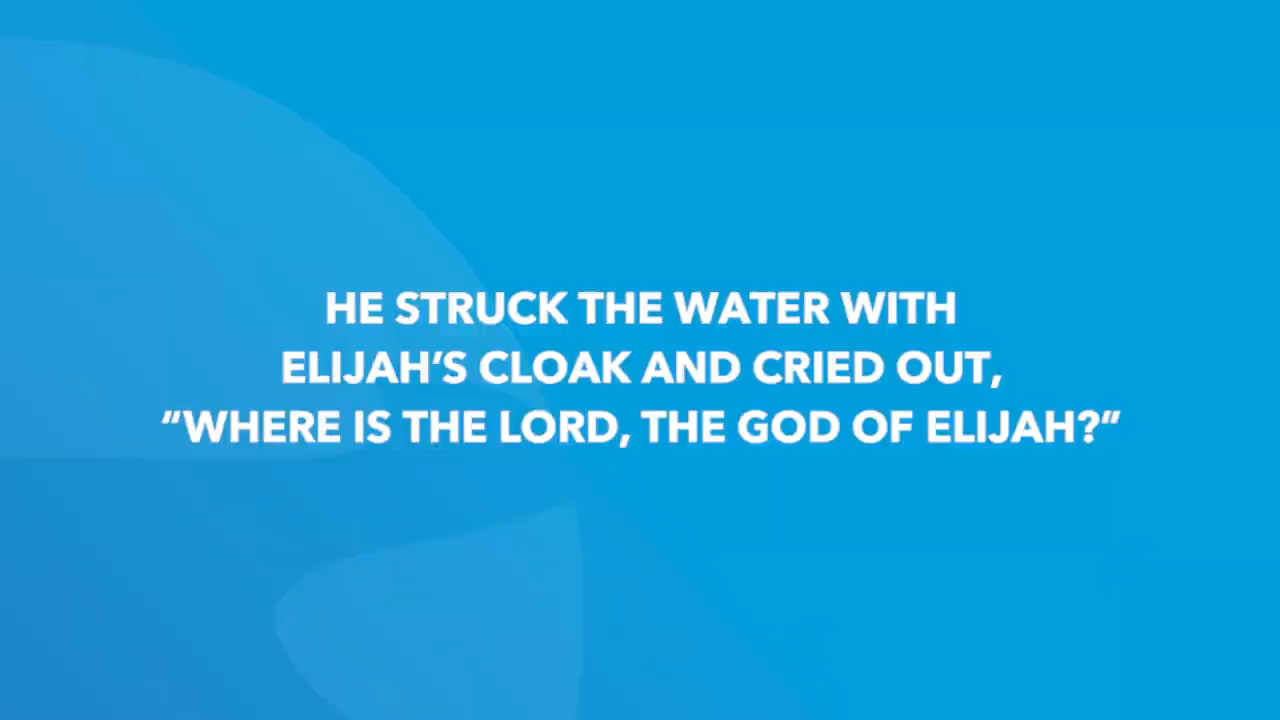 HE STRUCK THE WATER WITH
ELIJAH’S CLOAK AND CRIED OUT,
“WHERE IS THE LORD, THE GOD OF ELIJAH?“